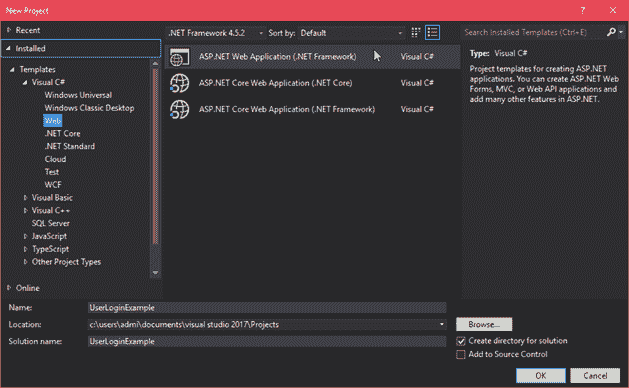 New Project
? ×
Recent
.NET Framework 4.5.2 Sort by: Default Search Installed Templates (Ctrl+E)
Installed
Templates
Visual C#
Windows Universal
Windows Classic Desktop
Web
.NET Core
.NET Standard
Cloud
Test
WCF
Visual Basic
Visual C++
SQL Server
JavaScript
TypeScript
Other Project Types
Online
ASP.NET Web Application (.NET Framework) Visual C#
ASP.NET Core Web Application (.NET Core) Visual C#
ASP.NET Core Web Application (.NET Framework) Visual C#
Type: Visual C#
Project templates for creating ASP.NET
applications. You can create ASP.NET Web
Forms, MVC, or Web API applications and
add many other features in ASP.NET.
Name: UserLoginExample
Location: c:\users\admi\documents\visual studio 2017\Projects Browse...
Solution name: UserLoginExample
Create directory for solution
Add to Source Control
OK Cancel